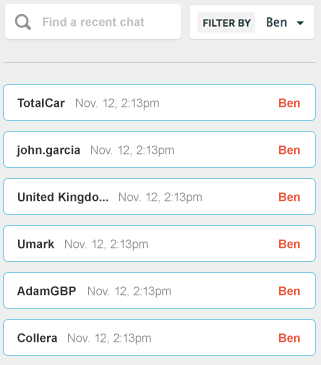 Find a recent chat
FILTER BY Ben
TotalCar Nov. 12, 2:13pm Ben
john.garcia Nov. 12, 2:13pm Ben
United Kingdo... Nov. 12, 2:13pm Ben
Umark Nov. 12, 2:13pm Ben
AdamGBP Nov. 12, 2:13pm Ben
Collera Nov. 12, 2:13pm Ben